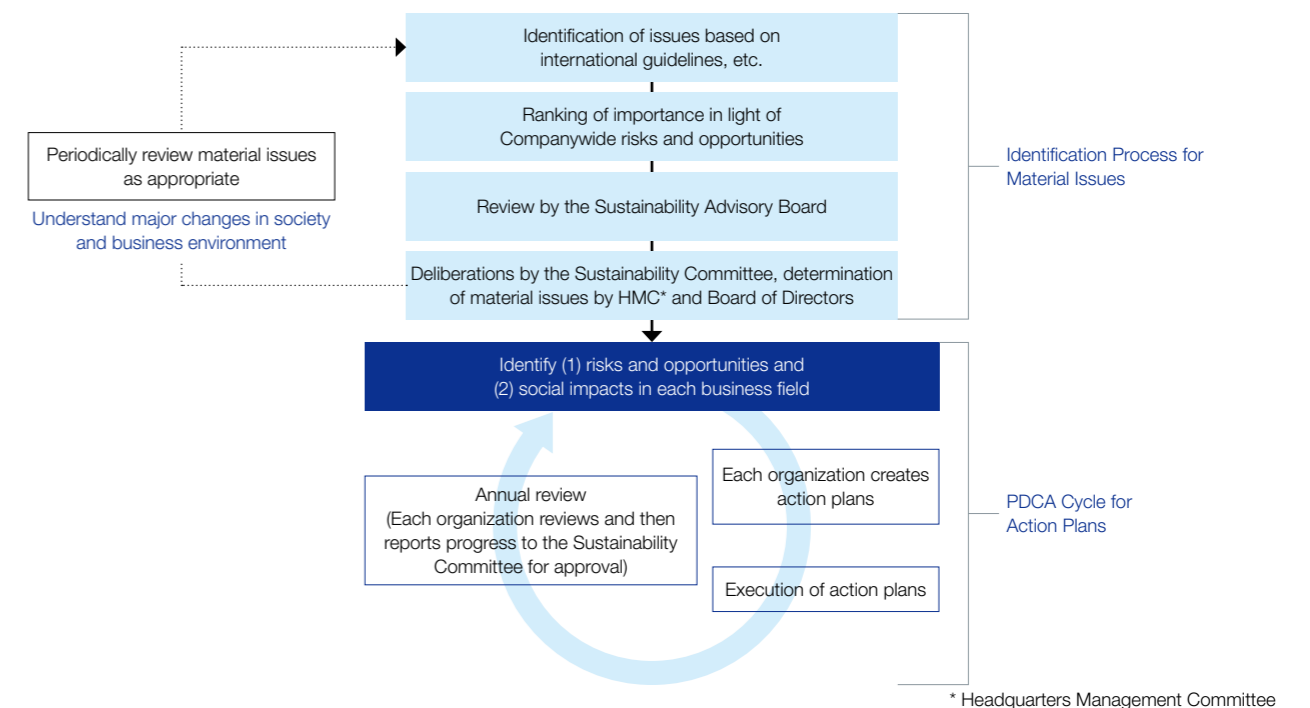 Identification of issues based on
international guidelines, etc.
Ranking of importance in light of
Companywide risks and opportunities
Periodically review material issues
as appropriate
Understand major changes in society
and business environment
Review by the Sustainability Advisory Board
Deliberations by the Sustainability Committee, determination
of material issues by HMC* and Board of Directors
Identification Process for
Material Issues
Identify (1) risks and opportunities and
(2) social impacts in each business field
Each organization creates
action plans
Execution of action plans
Annual review
(Each organization reviews and then
reports progress to the Sustainability
Committee for approval)
PDCA Cycle for
Action Plans
* Headquarters Management Committee